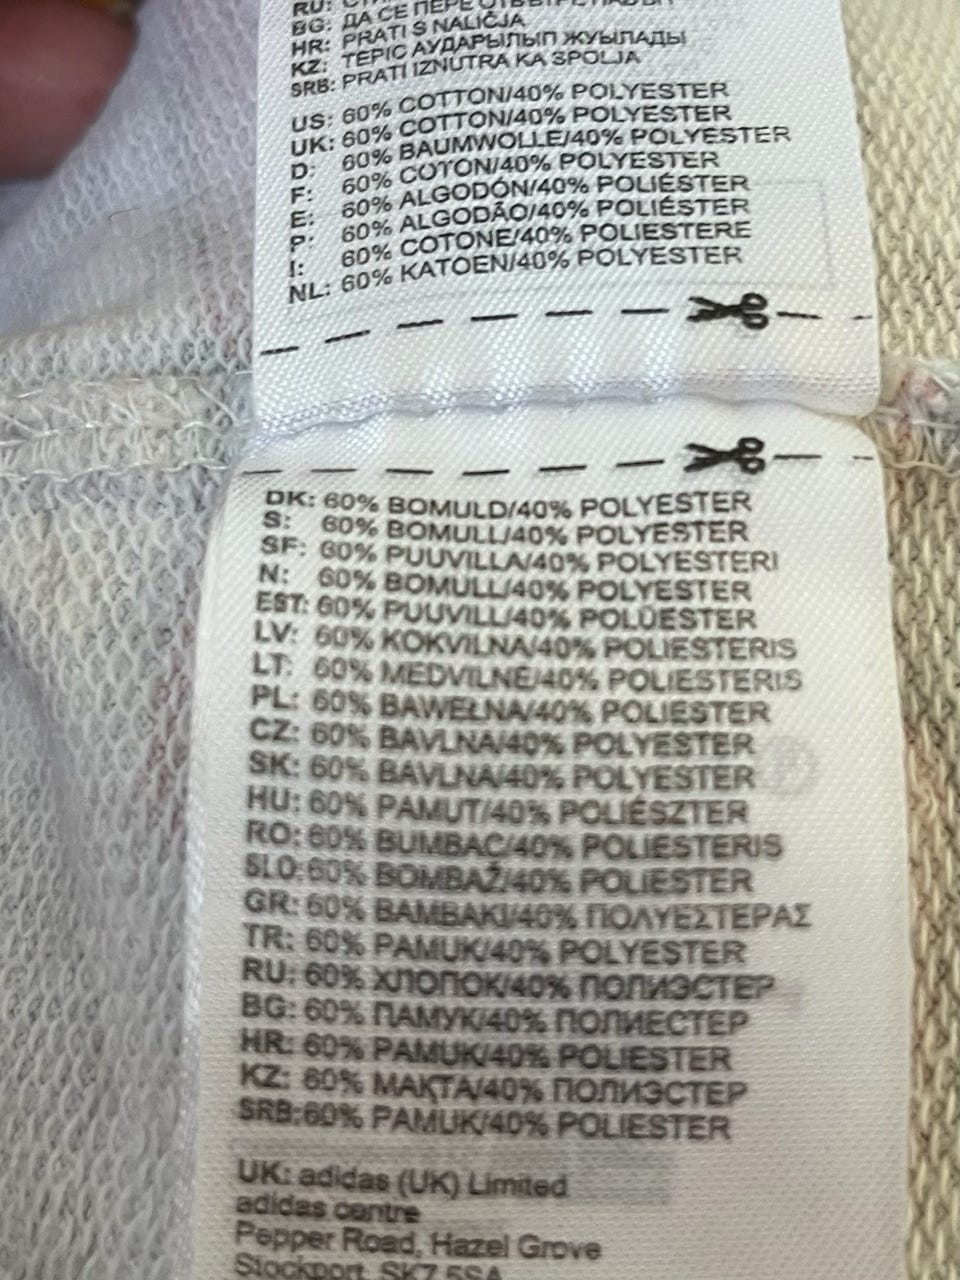 RU:
BG: ДА СЕ ПЕРЕ
HR: PRATI S NALIČJA
KZ: ТЕРІС АУДАРЫЛЫП ЖУЫЛАДЫ
SRB: PRATI IZNUTRA KA SPOLJA
US: 60% COTTON/40% POLYESTER
UK: 60% COTTON/40% POLYESTER
D: 60% BAUMWOLLE/40% POLYESTER
F: 60% COTON/40% POLYESTER
E: 60% ALGODÓN/40% POLIÉSTER
P: 60% ALGODÃO/40% POLIÉSTER
I: 60% COTONE/40% POLIESTERE
NL: 60% KATOEN/40% POLYESTER
DK: 60% BOMULD/40% POLYESTER
S: 60% BOMULL/40% POLYESTER
SF: 60% PUUVILLA/40% POLYESTERI
N: 60% BOMULL/40% POLYESTER
EST: 60% PUUVILL/40% POLÜESTER
LV: 60% KOKVILNA/40% POLIESTERIS
LT: 60% MEDVILNĖ/40% POLIESTERIS
PL: 60% BAWEŁNA/40% POLIESTER
CZ: 60% BAVLNA/40% POLYESTER
SK: 60% BAVLNA/40% POLYESTER
HU: 60% PAMUT/40% POLIÉSZTER
RO: 60% BUMBAC/40% POLIESTERIS
SLO: 60% BOMBAŽ/40% POLIESTER
GR: 60% ΒΑΜΒΑΚΙ/40% ΠΟΛΥΕΣΤΕΡΑΣ
TR: 60% PAMUK/40% POLYESTER
RU: 60% ХЛОПОК/40% ПОЛИЭСТЕР
BG: 60% ПАМУК/40% ПОЛИЕСТЕР
HR: 60% PAMUK/40% POLIESTER
KZ: 60% МАҚТА/40% ПОЛИЭСТЕР
SRB: 60% PAMUK/40% POLIESTER
UK: adidas (UK) Limited
adidas centre
Pepper Road, Hazel Grove
Stockport, SK7 5SA